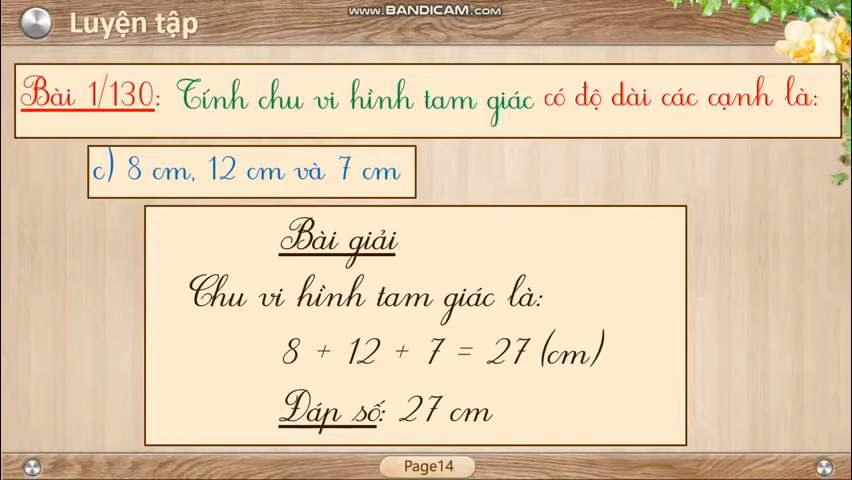 www.BANDICAM.com
Luyện tập
Bài 1/130: Tính chu vi hình tam giác có độ dài các cạnh là:
c) 8 cm, 12 cm và 7 cm
Bài giải
Chu vi hình tam giác là:
8 + 12 + 7 = 27 (cm)
Đáp số: 27 cm
Page14